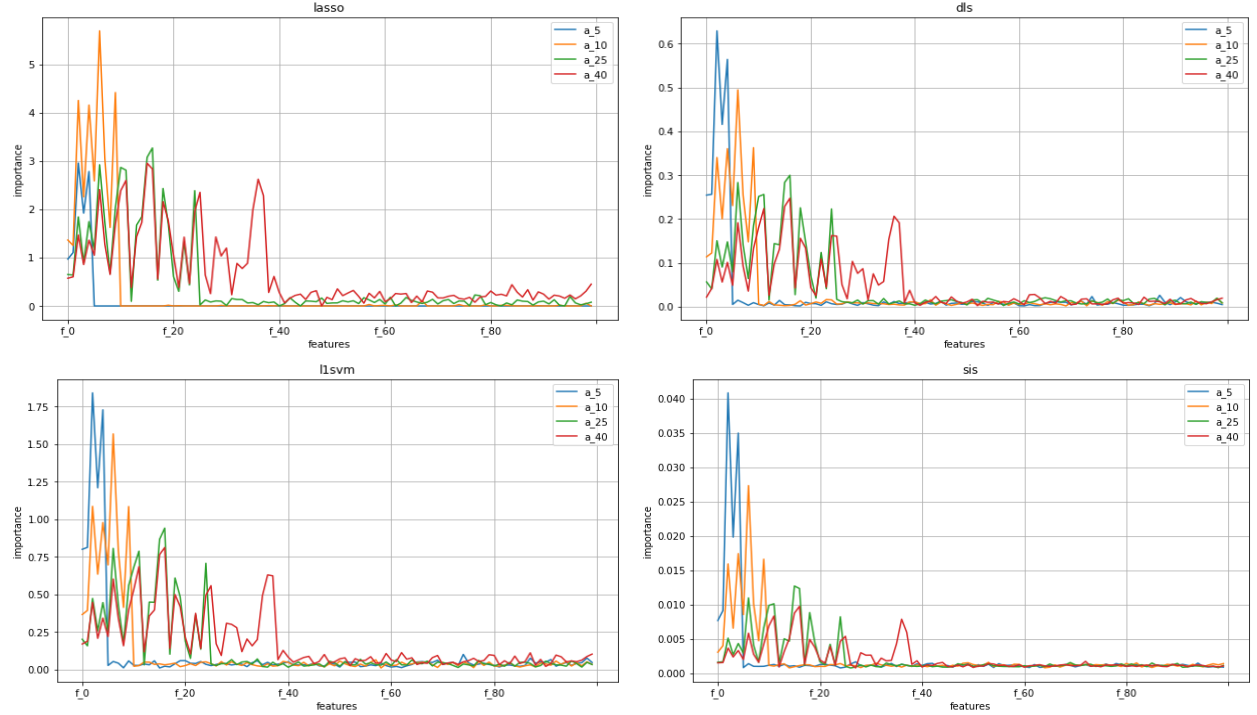 lasso
5
4
3
2
1
0
importance
f_0
f_20
f_40
f_60
f_80
features
a_5
a_10
a_25
a_40
dls
0.6
0.5
0.4
0.3
0.2
0.1
0.0
importance
f_0
f_20
f_40
f_60
f_80
features
a_5
a_10
a_25
a_40
l1svm
1.75
1.50
1.25
1.00
0.75
0.50
0.25
0.00
importance
f_0
f_20
f_40
f_60
f_80
features
a_5
a_10
a_25
a_40
sis
0.040
0.035
0.030
0.025
0.020
0.015
0.010
0.005
0.000
importance
f_0
f_20
f_40
f_60
f_80
features
a_5
a_10
a_25
a_40